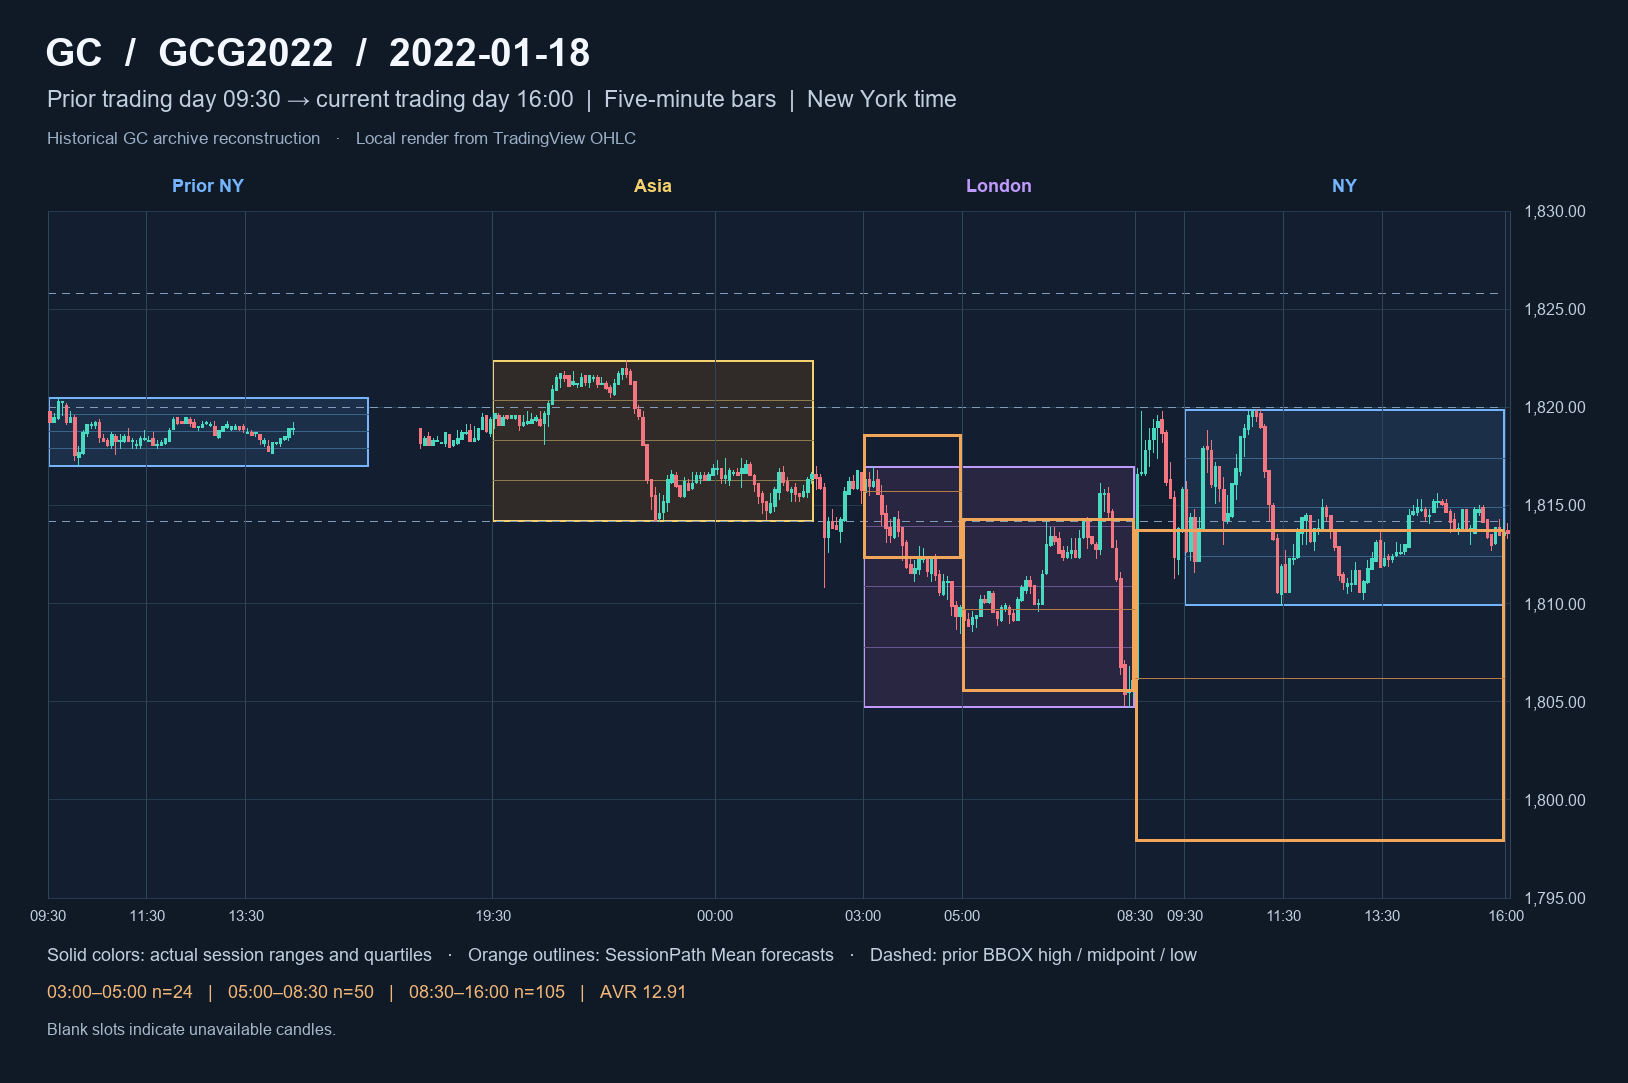 GC / GCG2022 / 2022-01-18
Prior trading day 09:30 → current trading day 16:00 | Five-minute bars | New York time
Historical GC archive reconstruction · Local render from TradingView OHLC
Prior NY Asia London NY
1,830.00
1,825.00
1,820.00
1,815.00
1,810.00
1,805.00
1,800.00
1,795.00
09:30 11:30 13:30 19:30 00:00 03:00 05:00 08:30 09:30 11:30 13:30 16:00
Solid colors: actual session ranges and quartiles · Orange outlines: SessionPath Mean forecasts · Dashed: prior BBOX high / midpoint / low
03:00–05:00 n=24 | 05:00–08:30 n=50 | 08:30–16:00 n=105 | AVR 12.91
Blank slots indicate unavailable candles.